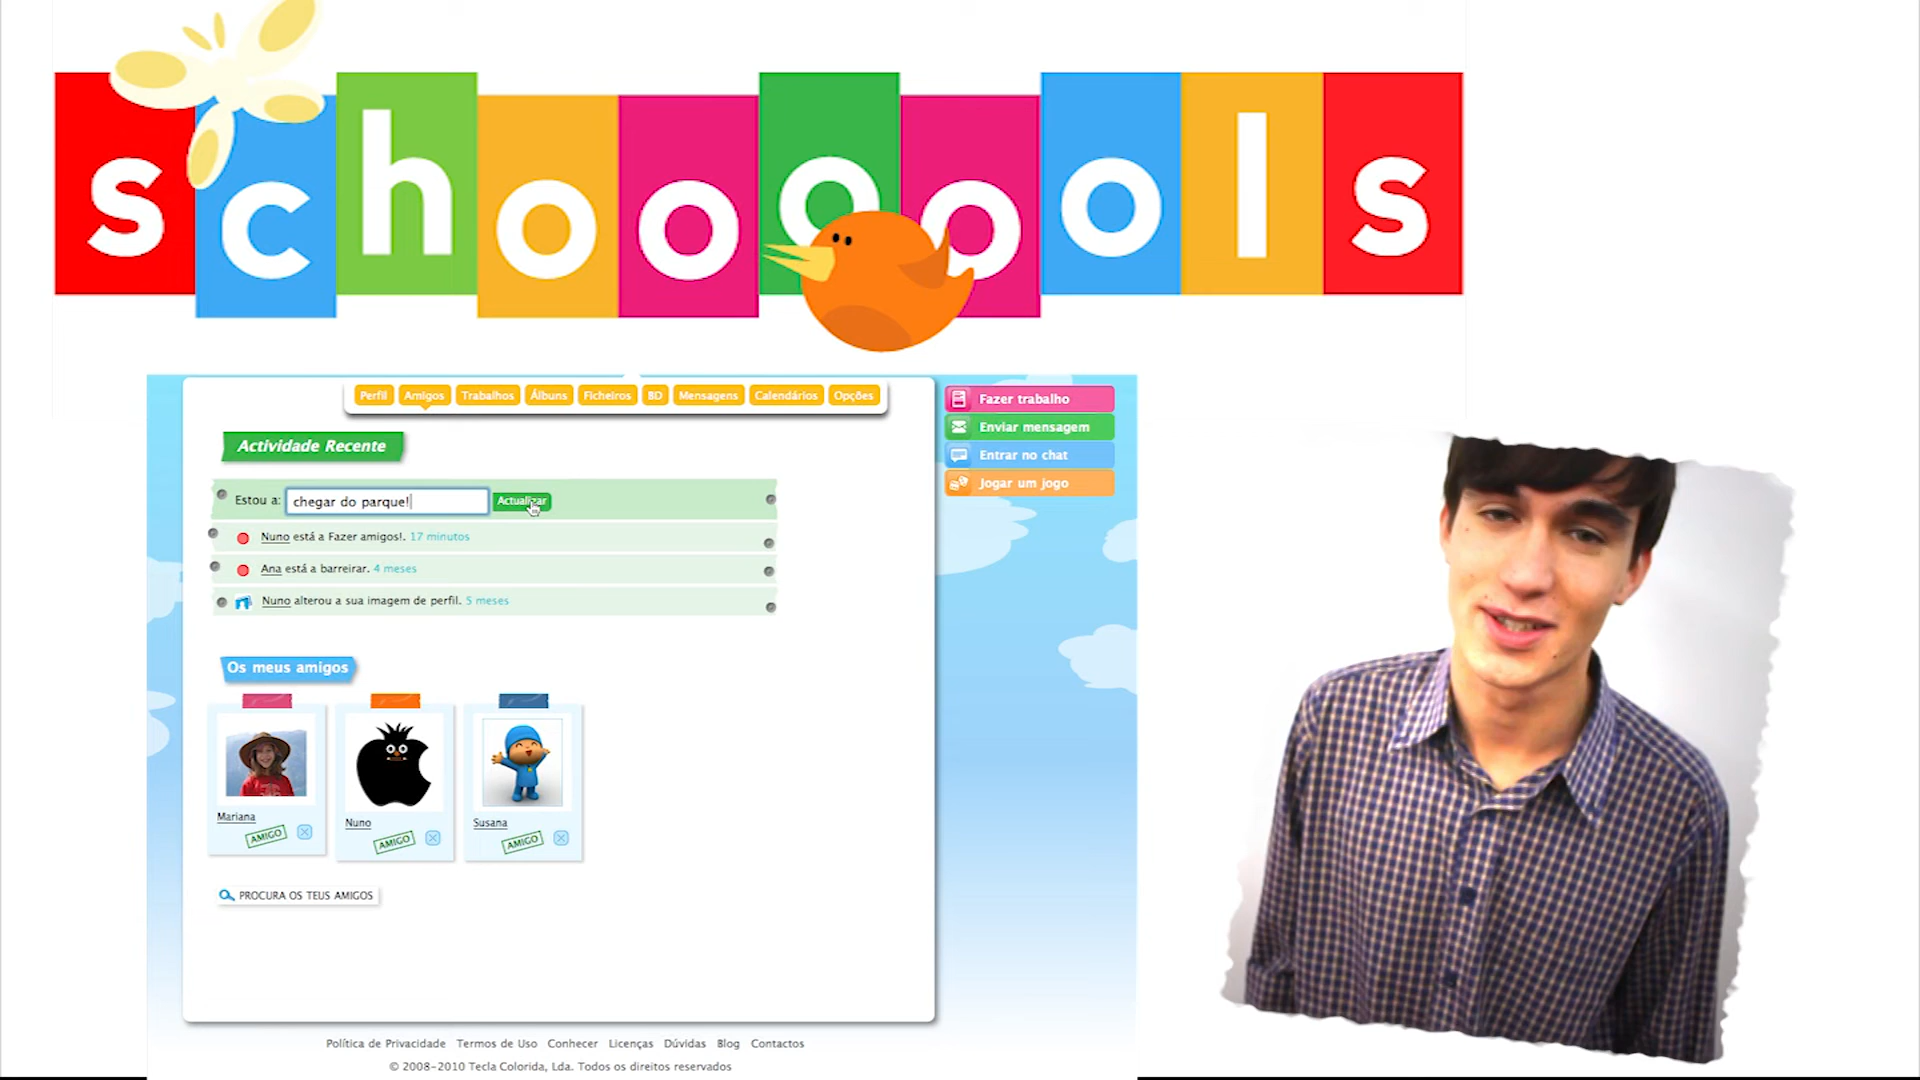 schoooools
Perfil Amigos Trabalhos Álbuns Ficheiros BD Mensagens Calendários Opções
Fazer trabalho
Enviar mensagem
Entrar no chat
Jogar um jogo
Actividade Recente
Estou a: chegar do parque! Actualizar
Nuno está a Fazer amigos!. 17 minutos
Ana está a barreirar. 4 meses
Nuno alterou a sua imagem de perfil. 5 meses
Os meus amigos
Mariana Nuno Susana
AMIGO AMIGO AMIGO
PROCURA OS TEUS AMIGOS
Política de Privacidade Termos de Uso Conhecer Licenças Dúvidas Blog Contactos
© 2008-2010 Tecla Colorida, Lda. Todos os direitos reservados